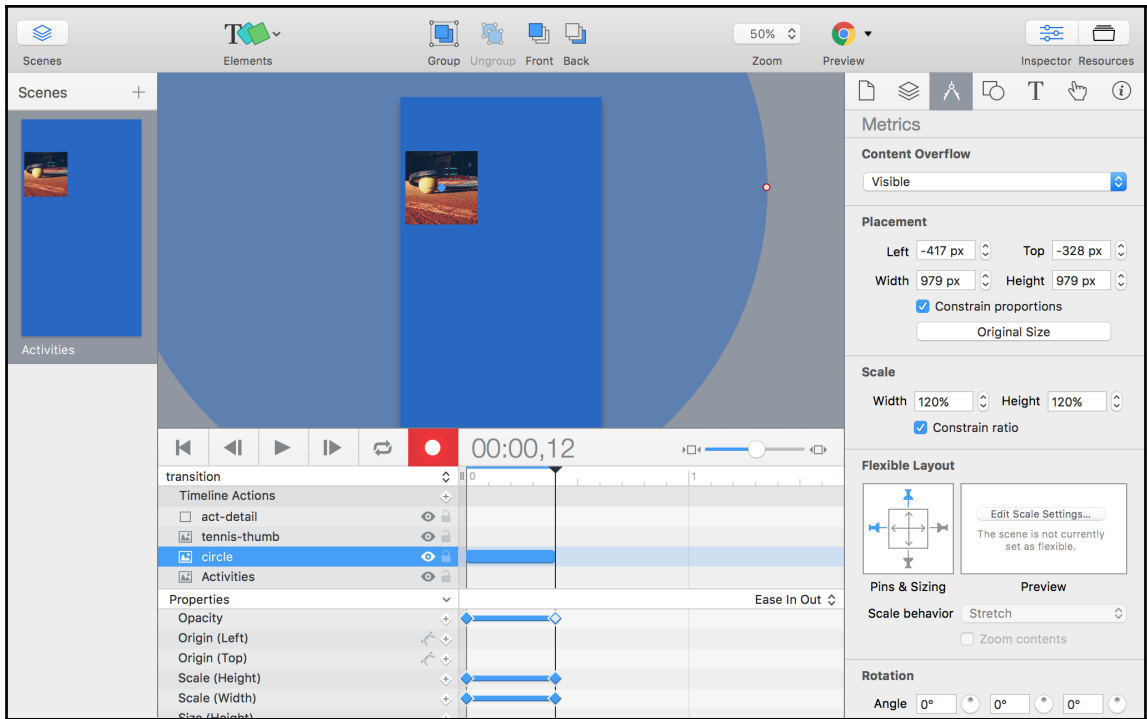 50%
Scenes
Elements
Group Ungroup Front Back
Zoom
Preview
Inspector Resources
Scenes
Activities
Metrics
Content Overflow
Visible
Placement
Left -417 px Top -328 px
Width 979 px Height 979 px
Constrain proportions
Original Size
Scale
Width 120% Height 120%
Constrain ratio
Flexible Layout
Edit Scale Settings...
The scene is not currently
set as flexible.
Pins & Sizing Preview
Scale behavior Stretch
Zoom contents
Rotation
Angle 0° 0° 0°
00:00,12
transition 0 1
Timeline Actions
act-detail
tennis-thumb
circle
Activities
Properties Ease In Out
Opacity
Origin (Left)
Origin (Top)
Scale (Height)
Scale (Width)
Size (Height)